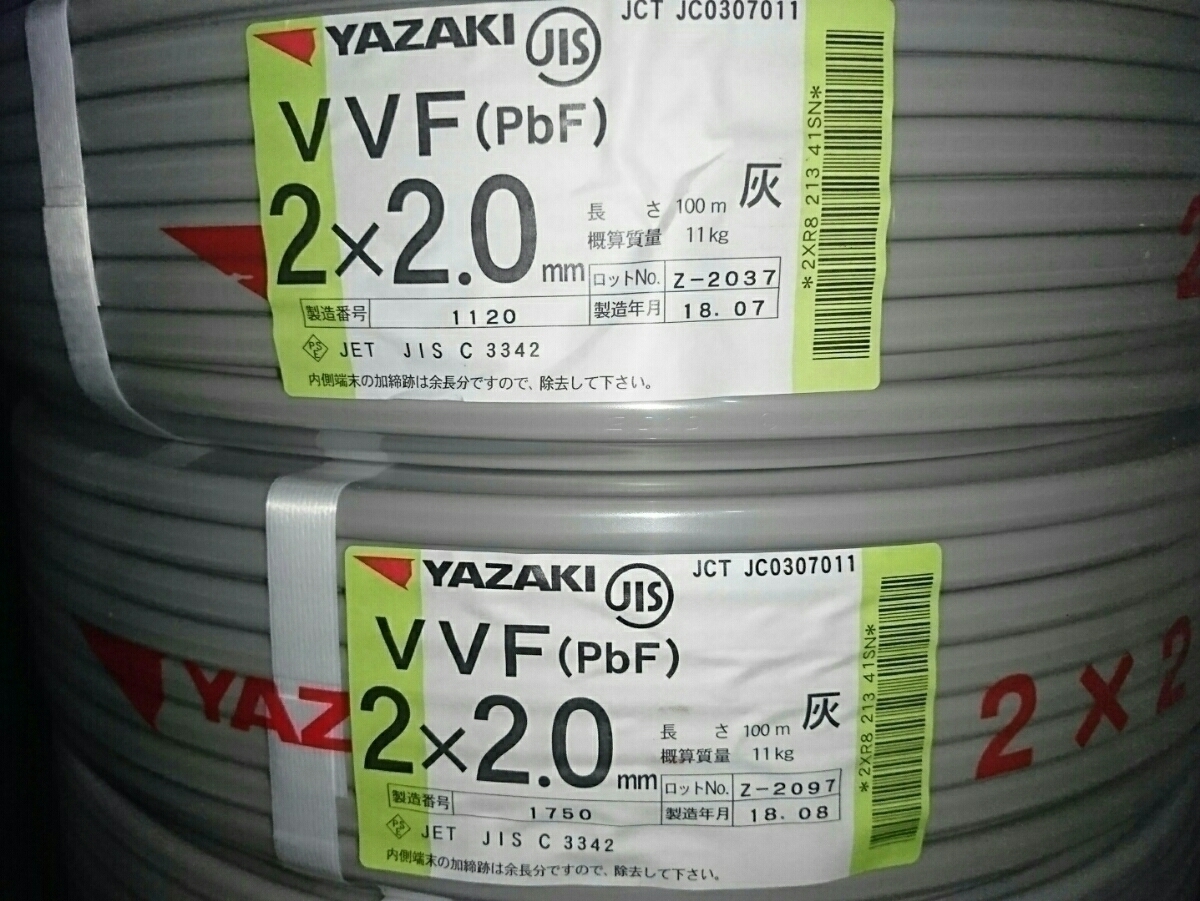 JCT JC0307011
YAZAKI JIS
VVF(PbF)
2×2.0mm
灰
長さ 100m
概算質量 11kg
ロットNo. Z-2037
製造番号 1120 製造年月 18.07
PSE JET JIS C 3342
内側端末の加締跡は余長分ですので、除去して下さい。
*2XR8 213 41SN*
JCT JC0307011
YAZAKI JIS
VVF(PbF)
2×2.0mm
灰
長さ 100m
概算質量 11kg
ロットNo. Z-2097
製造番号 1750 製造年月 18.08
PSE JET JIS C 3342
内側端末の加締跡は余長分ですので、除去して下さい。
*2XR8 213 41SN*
YAZ
2×2